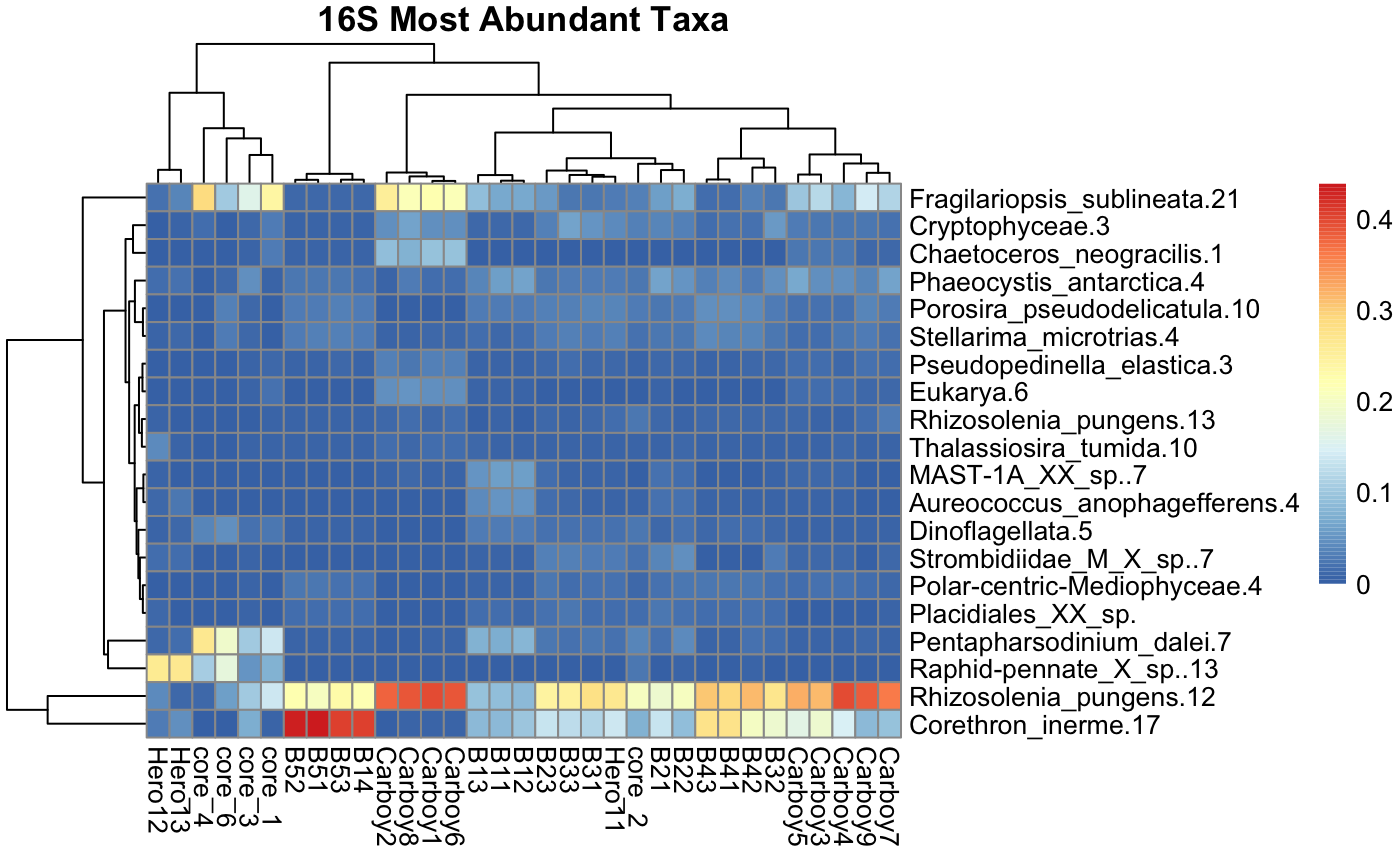 16S Most Abundant Taxa
Fragilariopsis_sublineata.21
Cryptophyceae.3
Chaetoceros_neogracilis.1
Phaeocystis_antarctica.4
Porosira_pseudodelicatula.10
Stellarima_microtrias.4
Pseudopedinella_elastica.3
Eukarya.6
Rhizosolenia_pungens.13
Thalassiosira_tumida.10
MAST-1A_XX_sp..7
Aureococcus_anophagefferens.4
Dinoflagellata.5
Strombidiidae_M_X_sp..7
Polar-centric-Mediophyceae.4
Placidiales_XX_sp.
Pentapharsodinium_dalei.7
Raphid-pennate_X_sp..13
Rhizosolenia_pungens.12
Corethron_inerme.17
0.4
0.3
0.2
0.1
0
Hero12
Hero13
core_4
core_6
core_3
core_1
B52
B51
B53
B14
Carboy2
Carboy8
Carboy1
Carboy6
B13
B11
B12
B23
B33
B31
Hero11
core_2
B21
B22
B43
B41
B42
B32
Carboy5
Carboy3
Carboy4
Carboy9
Carboy7